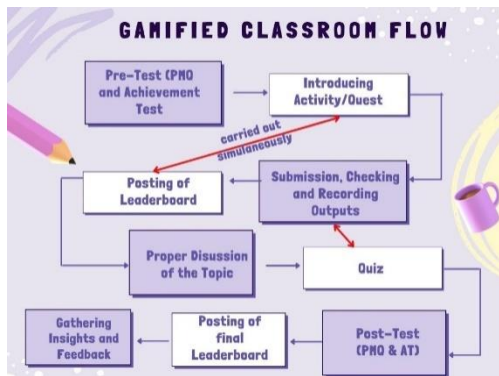 GAMIFIED CLASSROOM FLOW
Pre-Test (PMQ
and Achievement
Test
Introducing
Activity/Quest
carried out
simultaneously
Posting of
Leaderboard
Submission, Checking
and Recording
Outputs
Proper Disussion
of the Topic
Quiz
Gathering
Insights and
Feedback
Posting of
final
Leaderboard
Post-Test
(PMQ & AT)